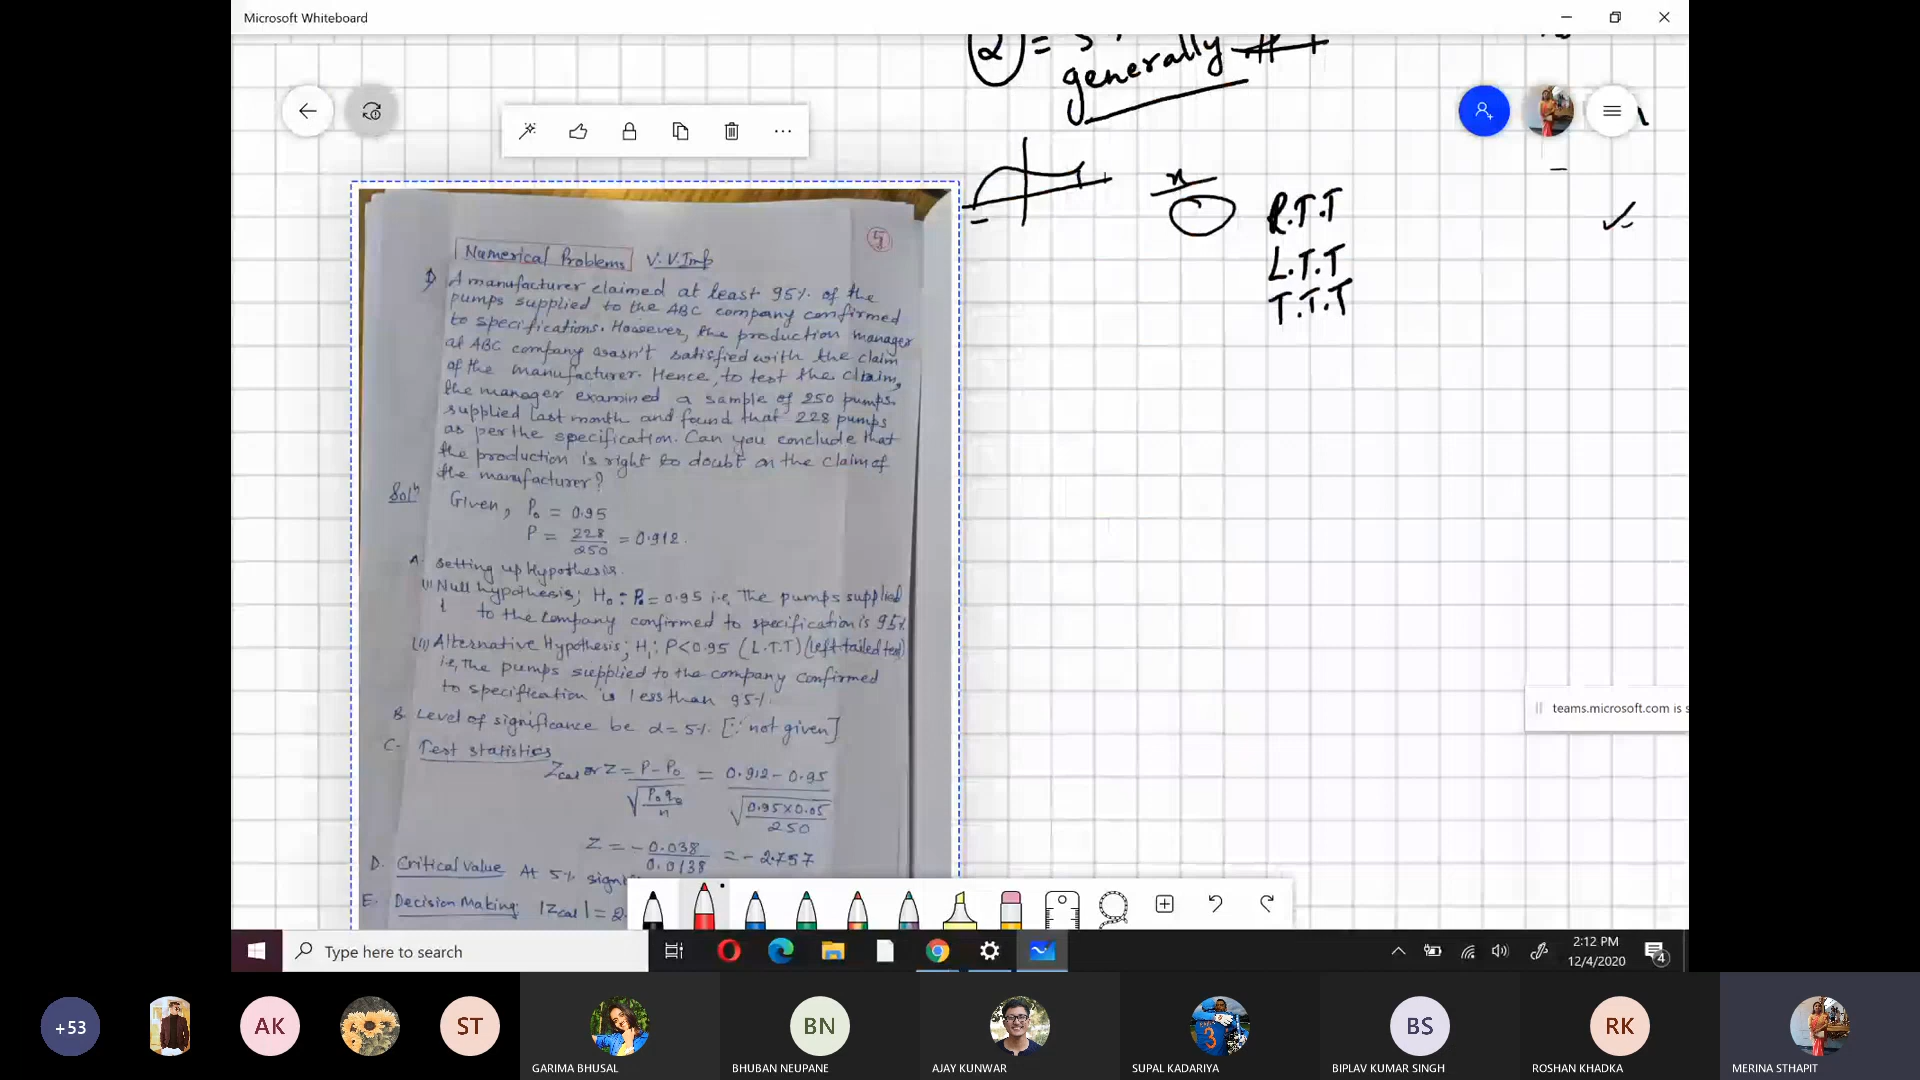 Microsoft Whiteboard
α = 5
generally
n
R.T.T
L.T.T
T.T.T
5
Numerical Problems V.V.Imp
1) A manufacturer claimed at least 95% of the
pumps supplied to the ABC company confirmed
to specifications. However, the production manager
at ABC company wasn't satisfied with the claim
of the manufacturer. Hence, to test the claim,
the manager examined a sample of 250 pumps
supplied last month and found that 228 pumps
as per the specification. Can you conclude that
the production is right to doubt on the claim of
the manufacturer?
Solⁿ Given, P₀ = 0.95
P = 228/250 = 0.912.
A. Setting up Hypothesis.
(i) Null hypothesis; H₀ : P₀ = 0.95 i.e, The pumps supplied
to the company confirmed to specification is 95%
(ii) Alternative Hypothesis; H₁: P<0.95 (L.T.T) (left tailed test)
i.e, The pumps supplied to the company confirmed
to specification is less than 95%.
B. Level of significance be α = 5% [∵ not given]
C. Test statistics
Zcal or Z = P - P₀ / √(P₀q₀/n) = 0.912 - 0.95 / √(0.95×0.05/250)
Z = -0.038/0.0138 = -2.757
D. Critical value At 5% signi
E. Decision Making |Zcal| = 2.
teams.microsoft.com is s
Type here to search
2:12 PM
12/4/2020
4
+53
AK
ST
BN
BS
RK
3
GARIMA BHUSAL
BHUBAN NEUPANE
AJAY KUNWAR
SUPAL KADARIYA
BIPLAV KUMAR SINGH
ROSHAN KHADKA
MERINA STHAPIT